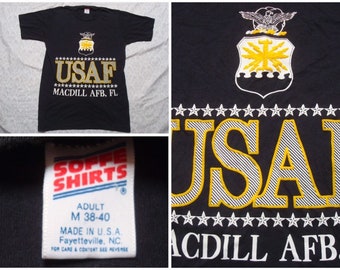 USAF
MACDILL AFB, FL
SOFFE
SHIRTS
ADULT
M 38-40
MADE IN U.S.A.
Fayetteville, NC.
FOR CARE & CONTENT SEE REVERSE
USAF
MACDILL AFB,